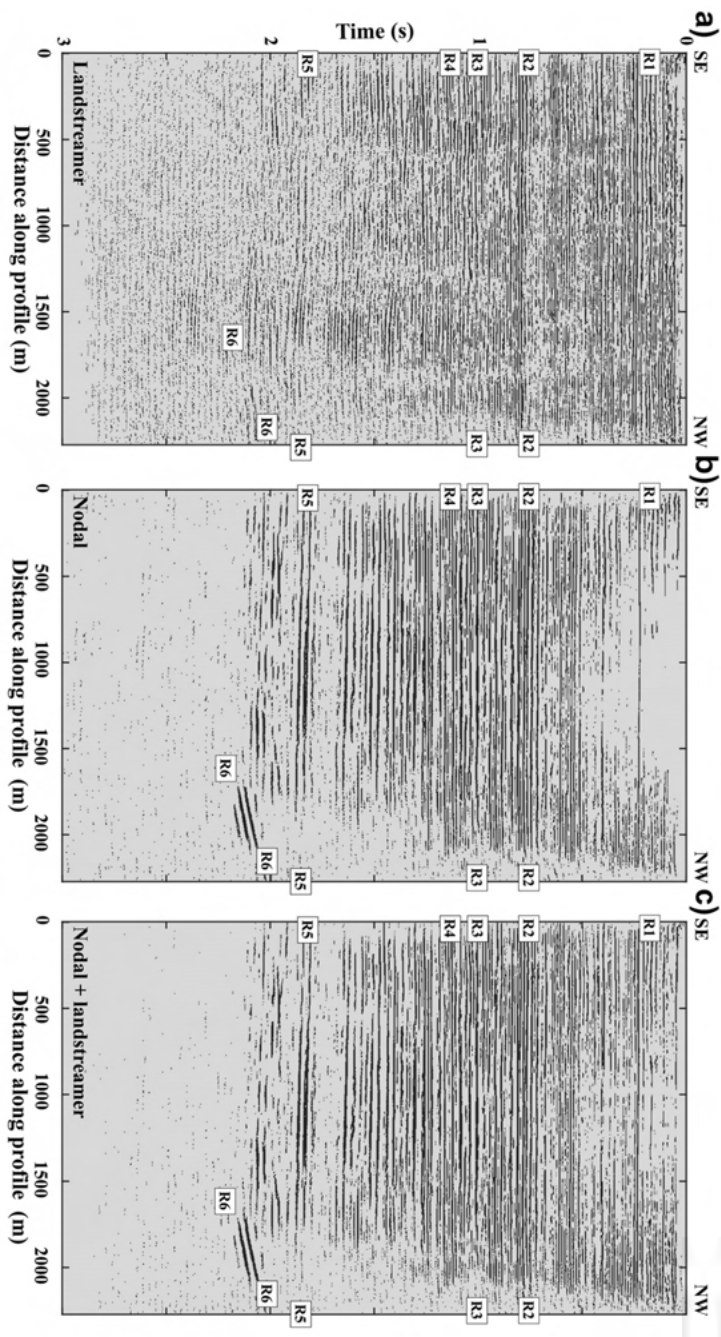 a)
SE
NW
R1
R2
R2
R3
R3
R4
R5
R5
R6
R6
0
1
2
3
Time (s)
0
500
1000
1500
2000
Distance along profile (m)
Landstreamer
b)
SE
NW
R1
R2
R2
R3
R3
R4
R5
R5
R6
R6
0
500
1000
1500
2000
Distance along profile (m)
Nodal
c)
SE
NW
R1
R2
R2
R3
R3
R4
R5
R5
R6
R6
0
500
1000
1500
2000
Distance along profile (m)
Nodal + landstreamer